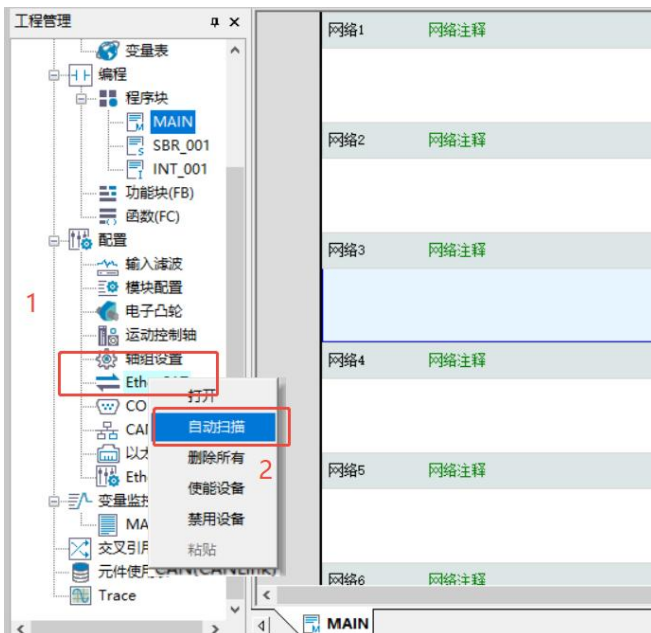 工程管理
变量表
编程
程序块
MAIN
SBR_001
INT_001
功能块(FB)
函数(FC)
配置
输入滤波
模块配置
电子凸轮
运动控制轴
轴组设置
Eth
CO
CAN
以太
Eth
变量监控
MA
交叉引用
元件使用
CAN(CANLink)
Trace
1
打开
自动扫描
删除所有
使能设备
禁用设备
粘贴
2
网络1 网络注释
网络2 网络注释
网络3 网络注释
网络4 网络注释
网络5 网络注释
网络6 网络注释
MAIN